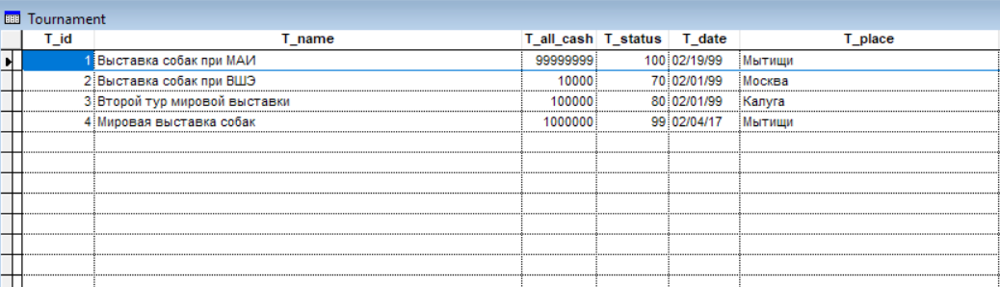 Tournament
T_id T_name T_all_cash T_status T_date T_place
1 Выставка собак при МАИ 99999999 100 02/19/99 Мытищи
2 Выставка собак при ВШЭ 10000 70 02/01/99 Москва
3 Второй тур мировой выставки 100000 80 02/01/99 Калуга
4 Мировая выставка собак 1000000 99 02/04/17 Мытищи